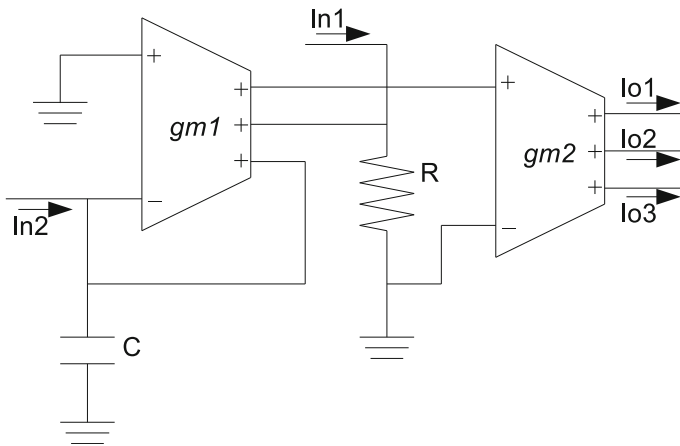 In1
+
+
+
+
+
gm1
gm2
Io1
Io2
Io3
+
+
+
R
−
−
In2
C